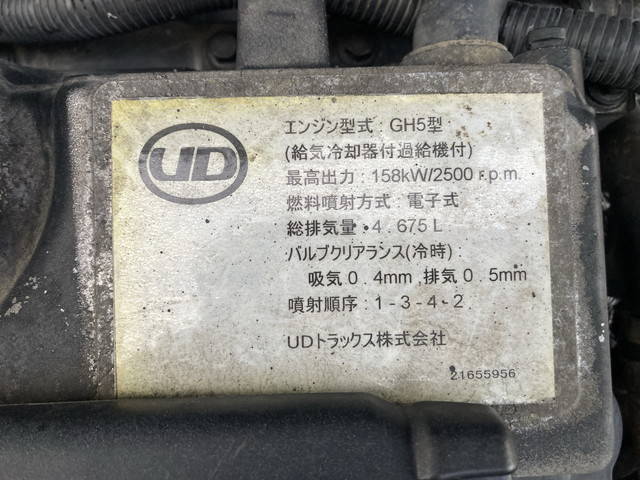 UD
エンジン型式 : GH5型
(給気冷却器付過給機付)
最高出力 : 158kW/2500 r.p.m.
燃料噴射方式 : 電子式
総排気量 . 4 . 675 L
バルブクリアランス(冷時)
吸気0 . 4mm ,排気0 . 5mm
噴射順序 : 1 - 3 - 4 - 2
UDトラックス株式会社
21655956